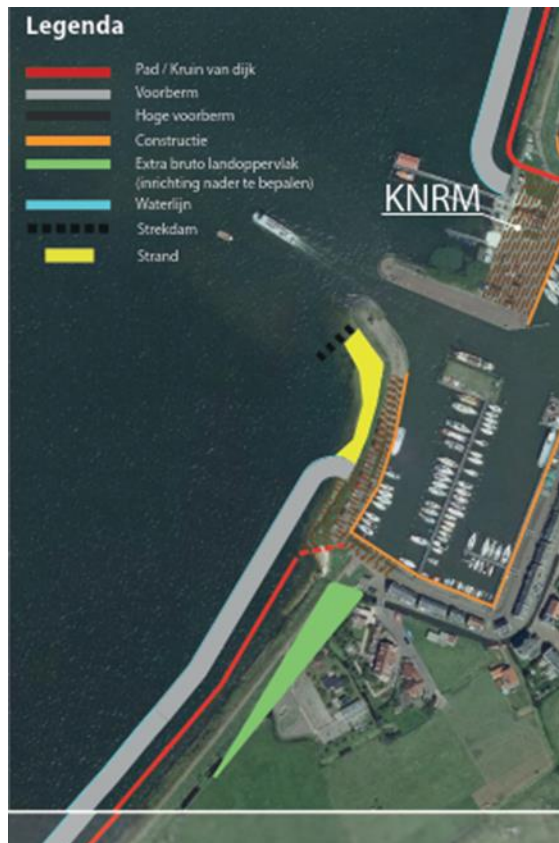 Legenda
Pad / Kruin van dijk
Voorberm
Hoge voorberm
Constructie
Extra bruto landoppervlak
(inrichting nader te bepalen)
Waterlijn
Strekdam
Strand
KNRM